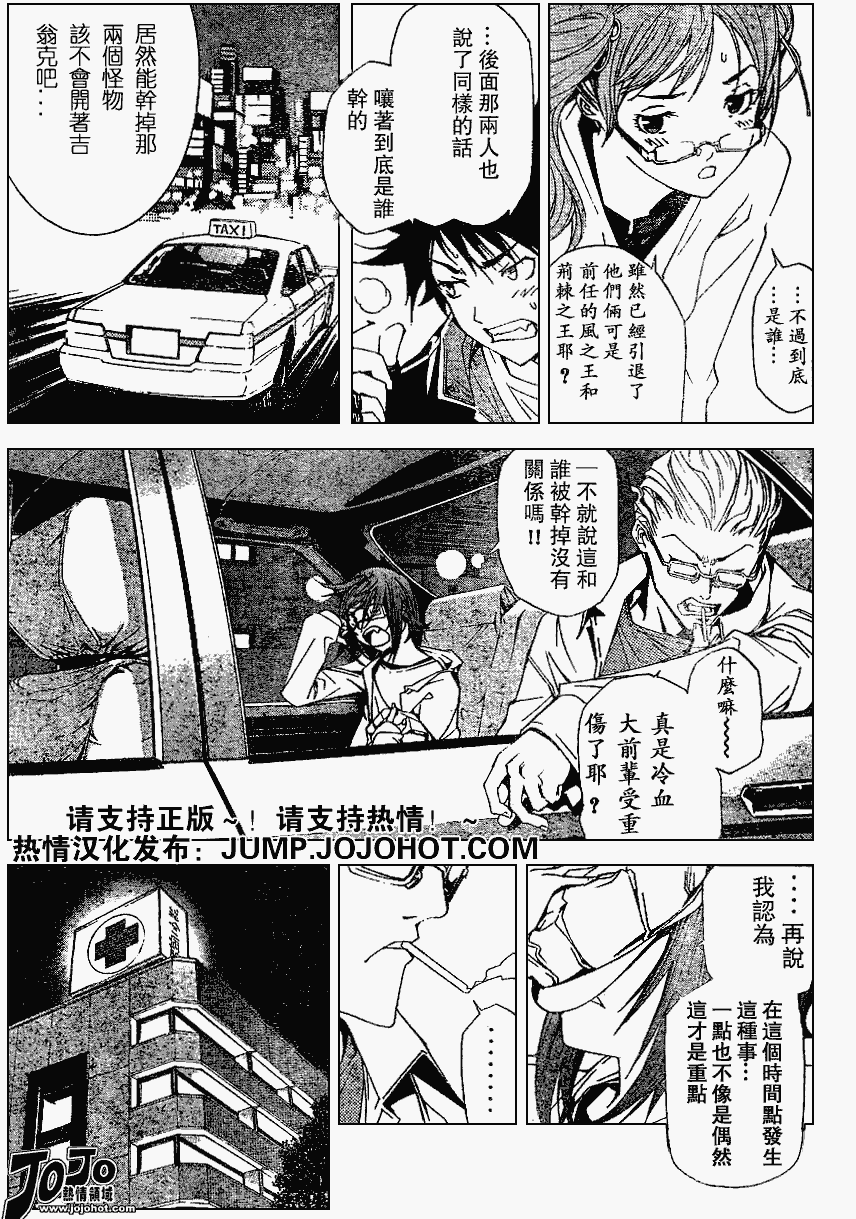 …不過到底
…是誰…
雖然已經引退了
他們倆可是
前任的風之王和
荊棘之王耶？
…後面那兩人也
說了同樣的話
嚷著到底是誰
幹的
居然能幹掉那
兩個怪物
該不會開著吉
翁克吧…
TAXI
一不就說這和
誰被幹掉沒有
關係嗎!!
什麼嘛~~
真是冷血
大前輩受重
傷了耶？
请支持正版～！请支持热情！～
热情汉化发布：JUMP.JOJOHOT.COM
…再說
我認為
在這個時間點發生
這種事…
一點也不像是偶然
這才是重點
………
JOJO
熱情領域
www.jojohot.com